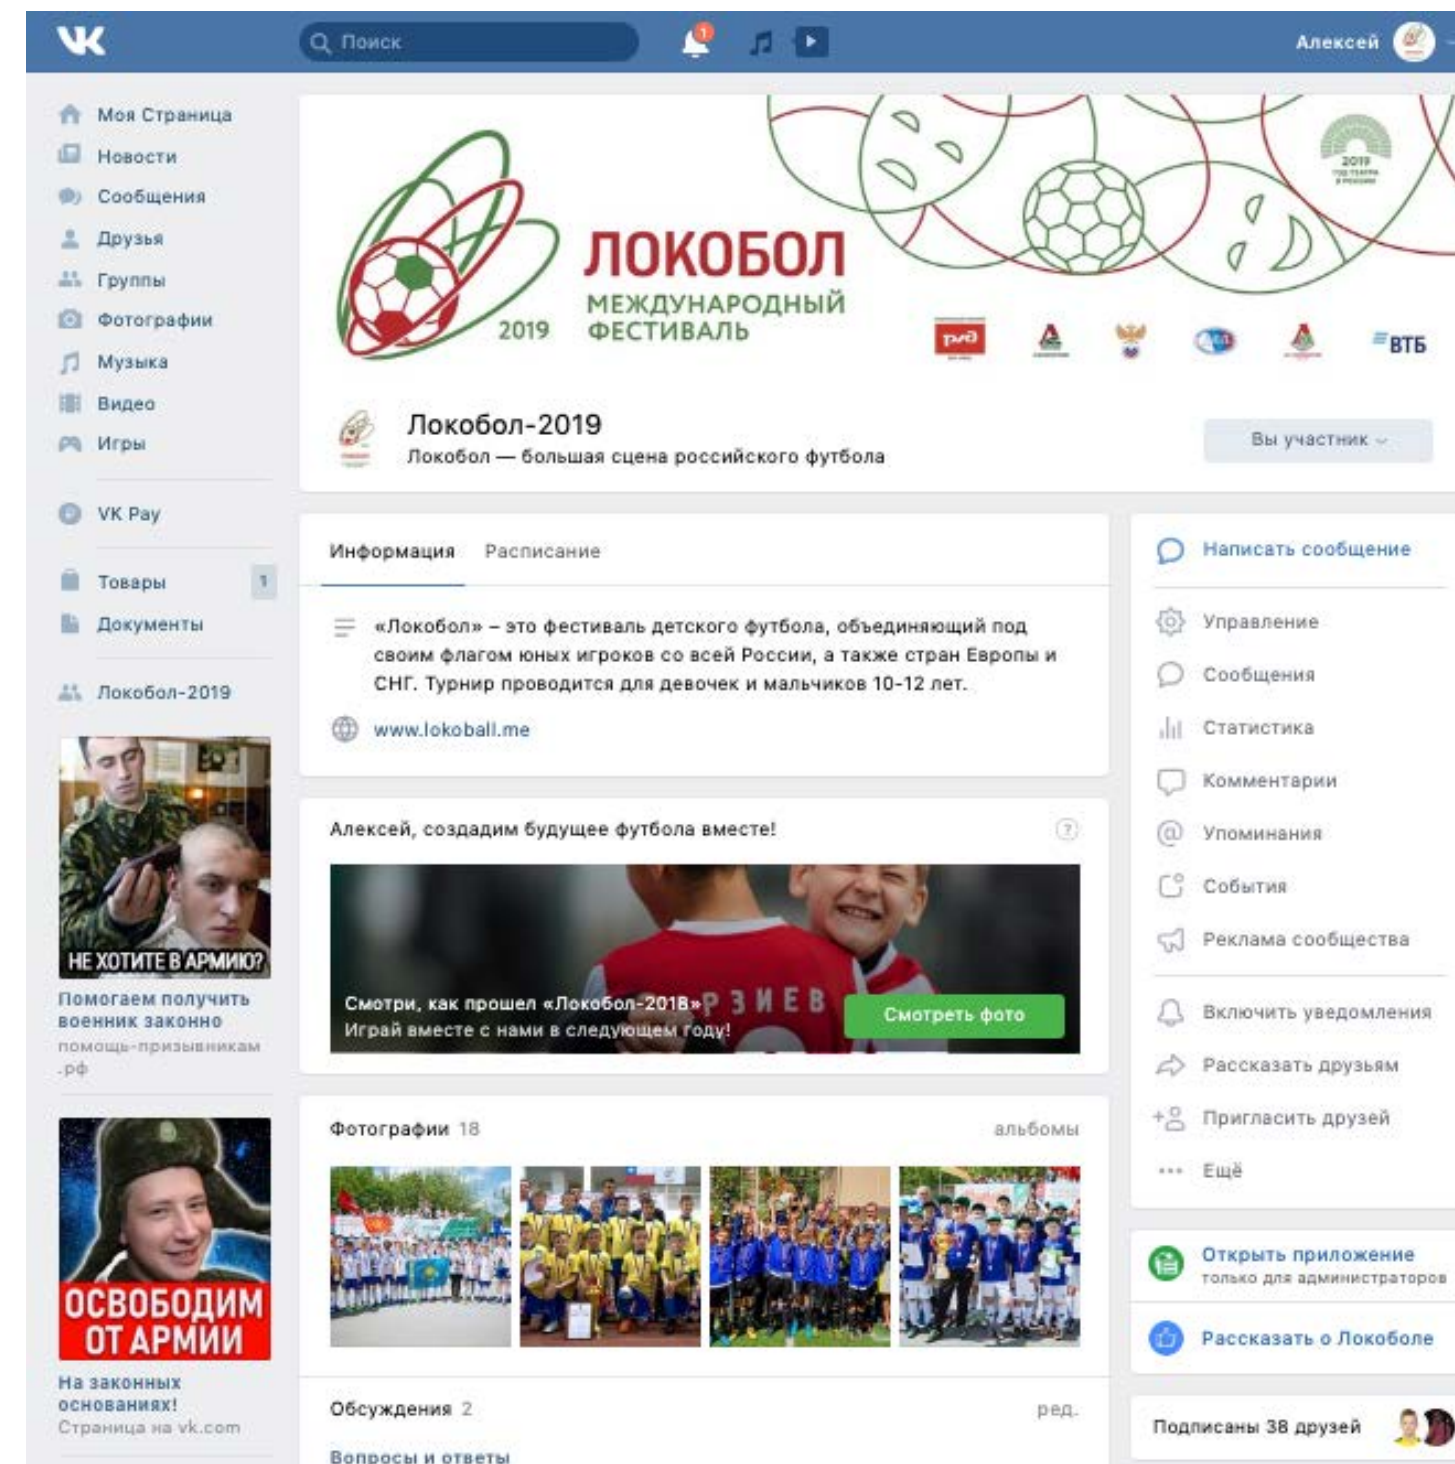 Поиск
1
Алексей
Моя Страница
Новости
Сообщения
Друзья
Группы
Фотографии
Музыка
Видео
Игры
VK Pay
Товары
1
Документы
Локобол-2019
НЕ ХОТИТЕ В АРМИЮ?
Помогаем получить
военник законно
помощь-призывникам
.рф
ОСВОБОДИМ
ОТ АРМИИ
На законных
основаниях!
Страница на vk.com
ЛОКОБОЛ
МЕЖДУНАРОДНЫЙ
2019 ФЕСТИВАЛЬ
2019
ГОД ТЕАТРА
В РОССИИ
ржд
ВТБ
Локобол-2019
Локобол — большая сцена российского футбола
Вы участник
Информация Расписание
«Локобол» – это фестиваль детского футбола, объединяющий под
своим флагом юных игроков со всей России, а также стран Европы и
СНГ. Турнир проводится для девочек и мальчиков 10-12 лет.
www.lokoball.me
Алексей, создадим будущее футбола вместе!
Смотри, как прошел «Локобол-2018»
РЗИЕВ
Играй вместе с нами в следующем году!
Смотреть фото
Фотографии 18
альбомы
Обсуждения 2
ред.
Вопросы и ответы
Написать сообщение
Управление
Сообщения
Статистика
Комментарии
Упоминания
События
Реклама сообщества
Включить уведомления
Рассказать друзьям
Пригласить друзей
Ещё
Открыть приложение
только для администраторов
Рассказать о Локоболе
Подписаны 38 друзей